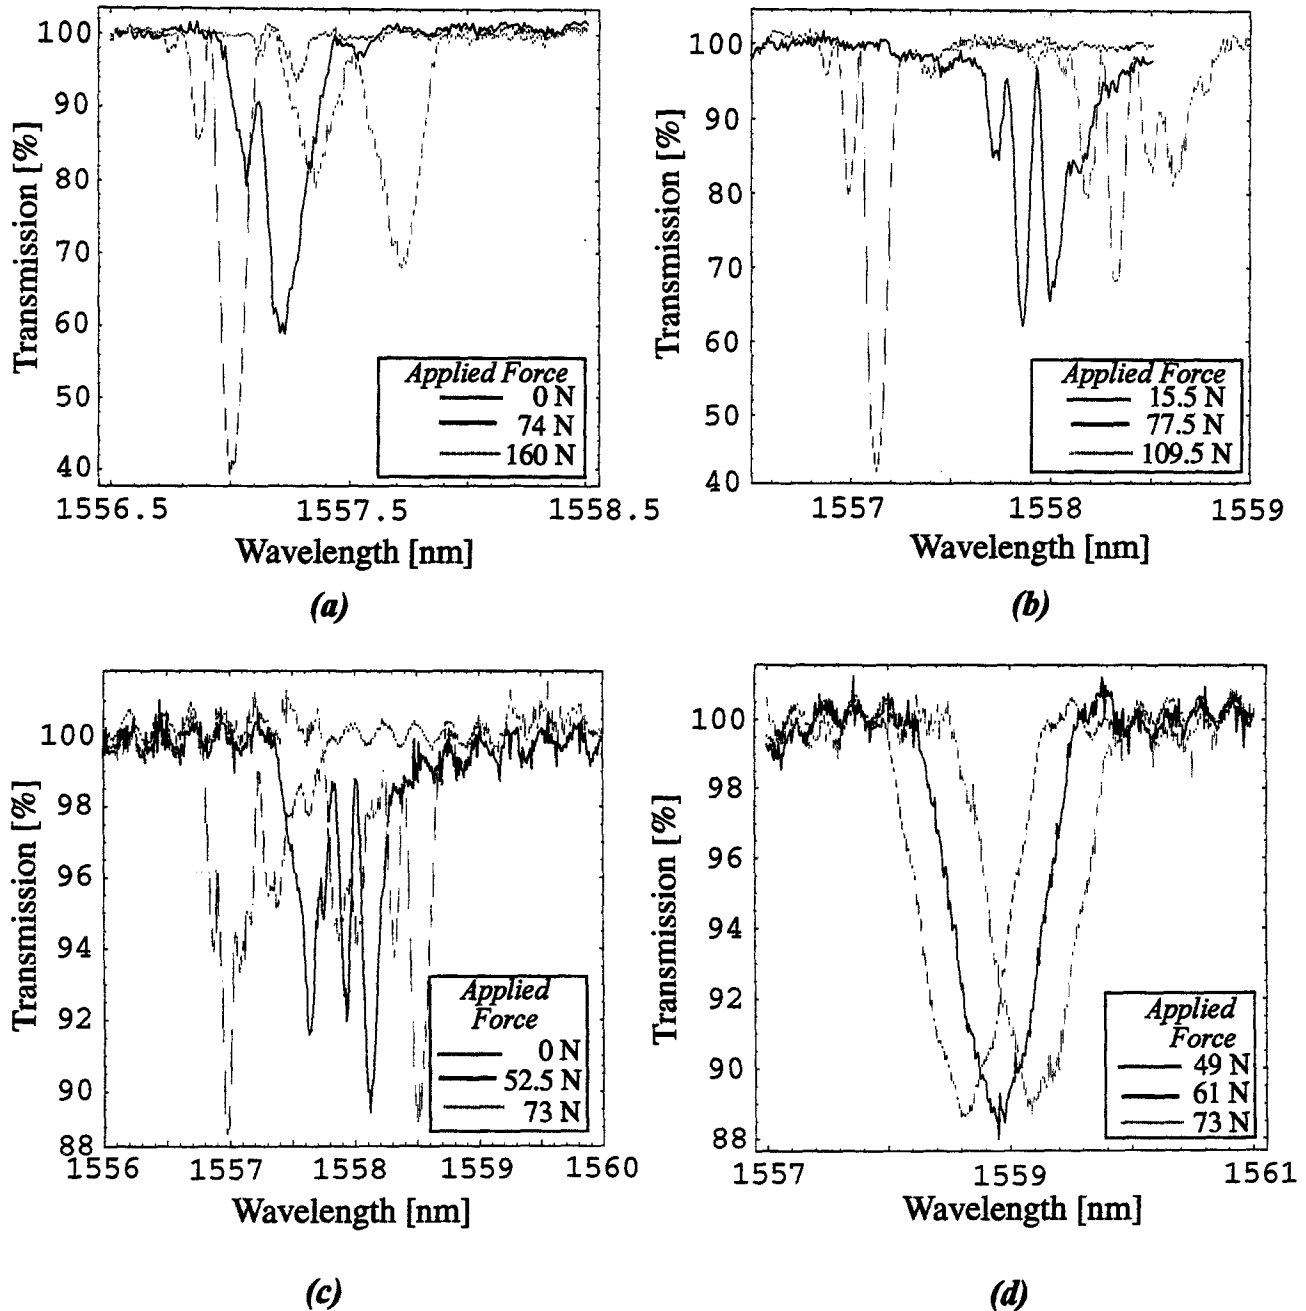 100
90
80
70
60
50
40
Transmission [%]
Applied Force
0 N
74 N
160 N
1556.5 1557.5 1558.5
Wavelength [nm]
(a)
100
90
80
70
60
50
40
Transmission [%]
Applied Force
15.5 N
77.5 N
109.5 N
1557 1558 1559
Wavelength [nm]
(b)
100
98
96
94
92
90
88
Transmission [%]
Applied
Force
0 N
52.5 N
73 N
1556 1557 1558 1559 1560
Wavelength [nm]
(c)
100
98
96
94
92
90
88
Transmission [%]
Applied
Force
49 N
61 N
73 N
1557 1559 1561
Wavelength [nm]
(d)